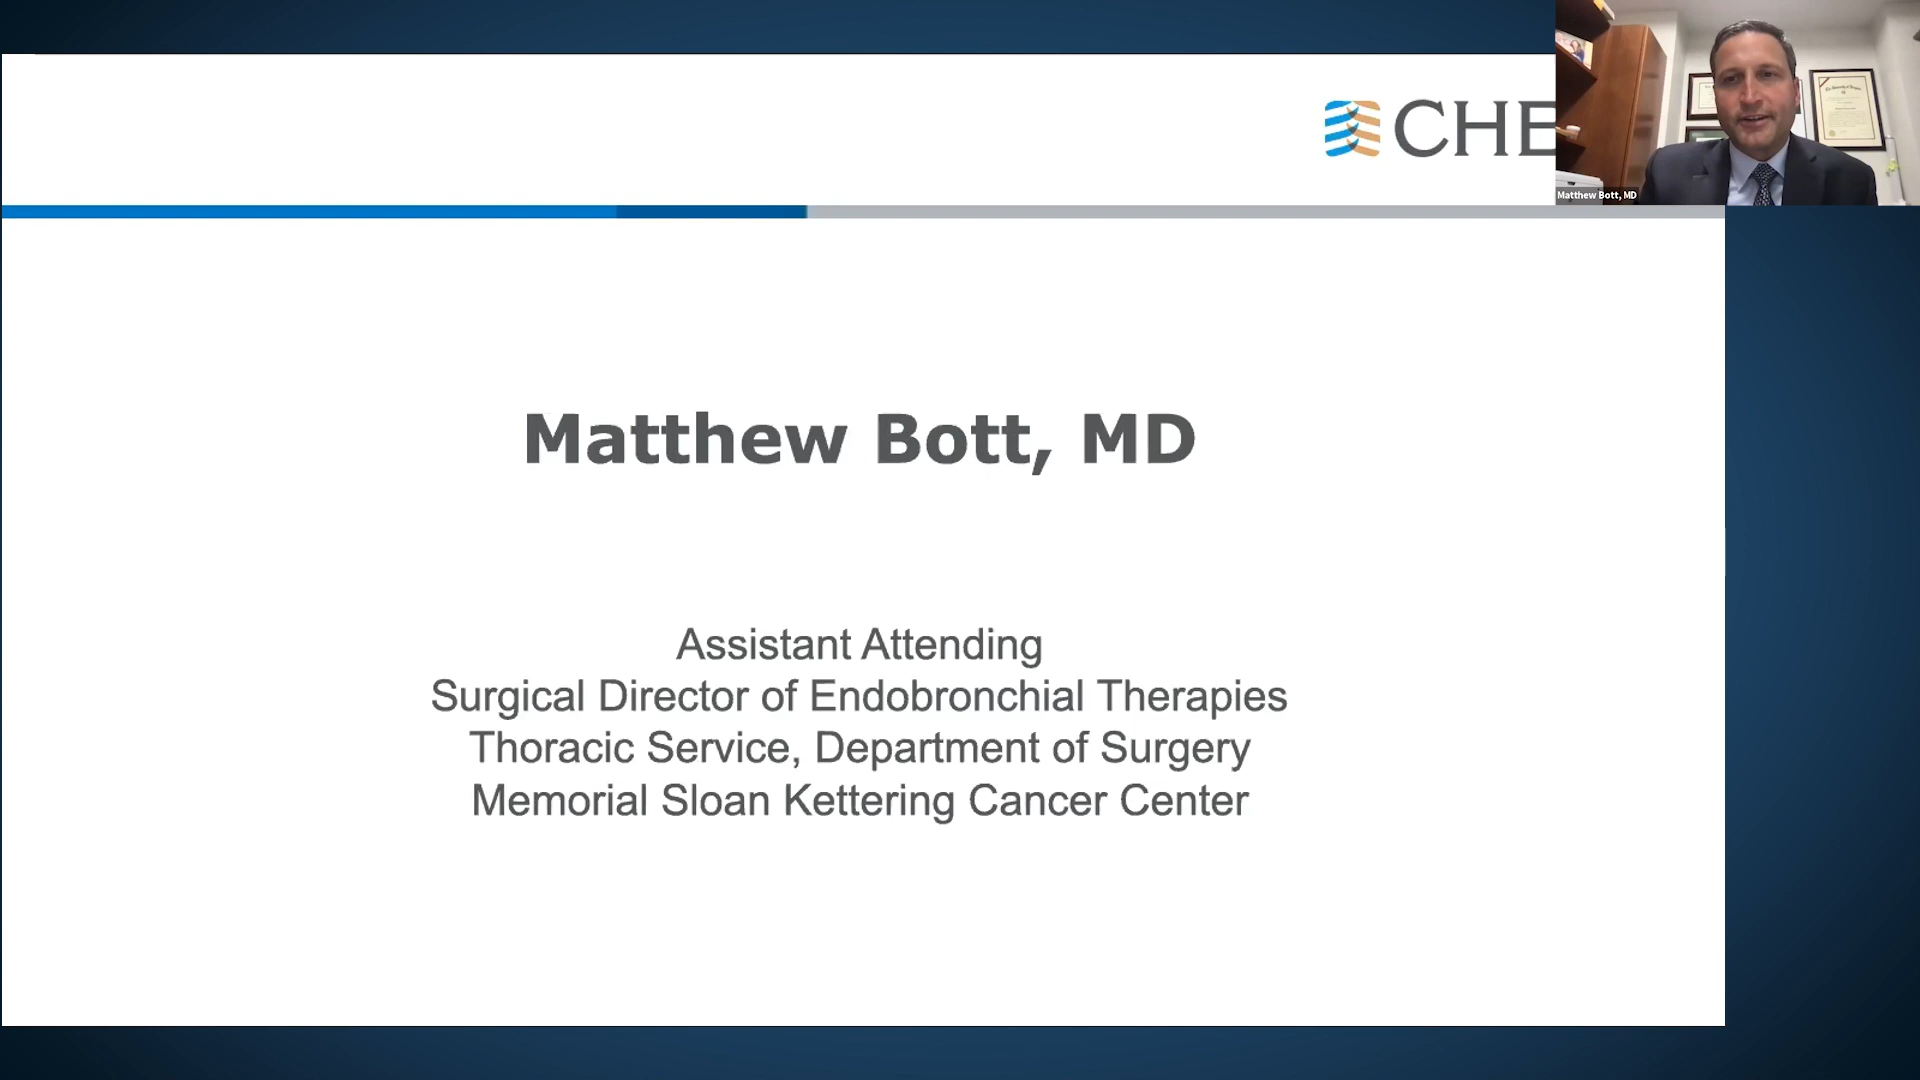 CHE
Matthew Bott, MD
Matthew Bott, MD
Assistant Attending
Surgical Director of Endobronchial Therapies
Thoracic Service, Department of Surgery
Memorial Sloan Kettering Cancer Center